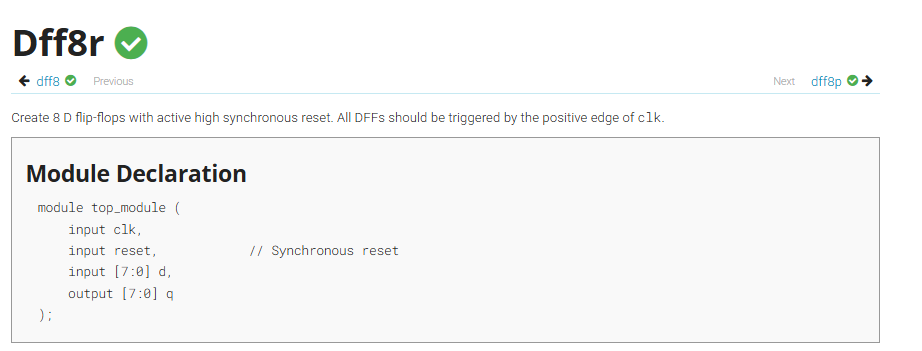 Dff8r
dff8 Previous Next dff8p
Create 8 D flip-flops with active high synchronous reset. All DFFs should be triggered by the positive edge of clk.
Module Declaration
module top_module (
    input clk,
    input reset,            // Synchronous reset
    input [7:0] d,
    output [7:0] q
);